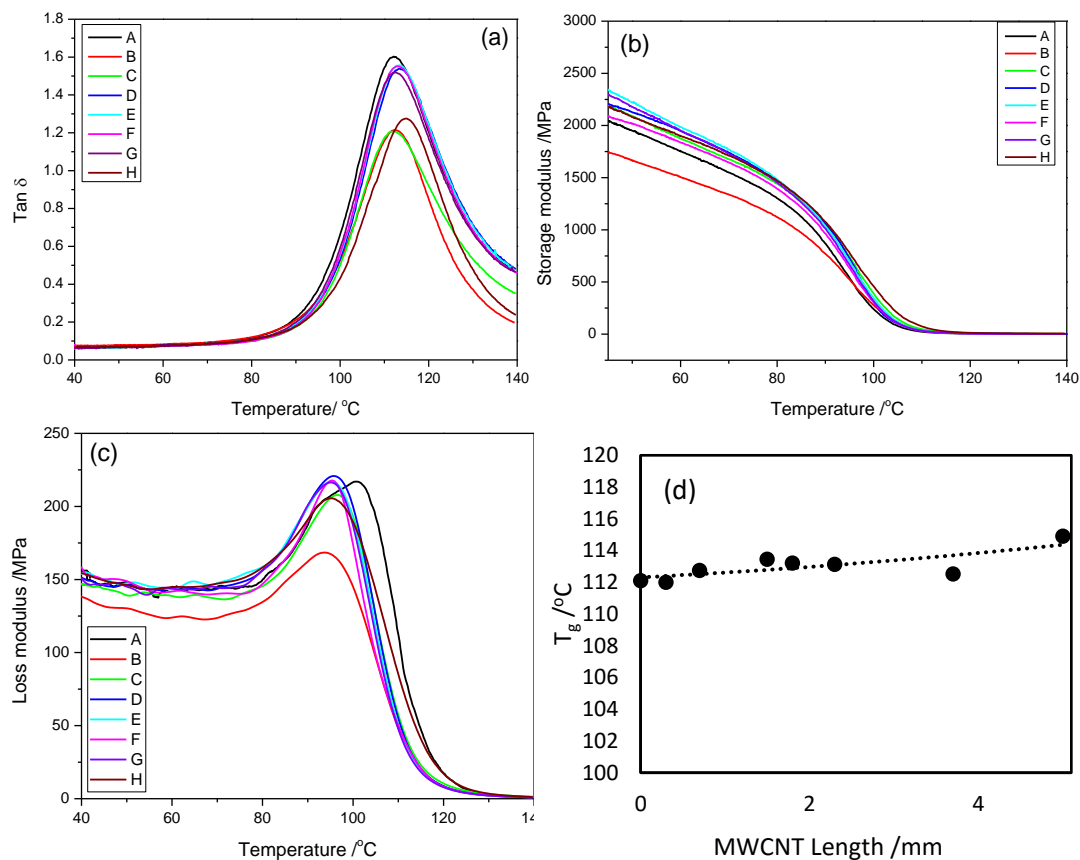 (a)
1.8
1.6
1.4
1.2
1.0
0.8
0.6
0.4
0.2
0.0
Tan δ
A
B
C
D
E
F
G
H
40 60 80 100 120 140
Temperature/ °C
(b)
3000
2500
2000
1500
1000
500
0
Storage modulus /MPa
A
B
C
D
E
F
G
H
60 80 100 120 140
Temperature /°C
(c)
250
200
150
100
50
0
Loss modulus /MPa
A
B
C
D
E
F
G
H
40 60 80 100 120 140
Temperature /°C
(d)
120
118
116
114
112
110
108
106
104
102
100
Tg /°C
0 2 4
MWCNT Length /mm